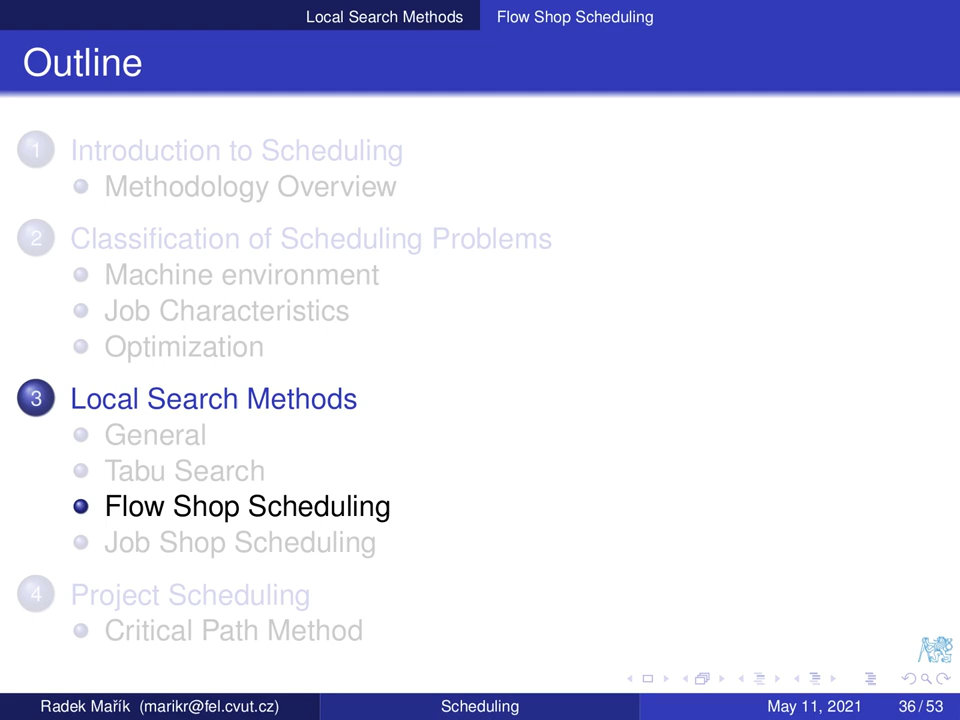 Local Search Methods Flow Shop Scheduling
Outline
1 Introduction to Scheduling
Methodology Overview
2 Classification of Scheduling Problems
Machine environment
Job Characteristics
Optimization
3 Local Search Methods
General
Tabu Search
Flow Shop Scheduling
Job Shop Scheduling
4 Project Scheduling
Critical Path Method
Radek Mařík (marikr@fel.cvut.cz) Scheduling May 11, 2021 36 / 53